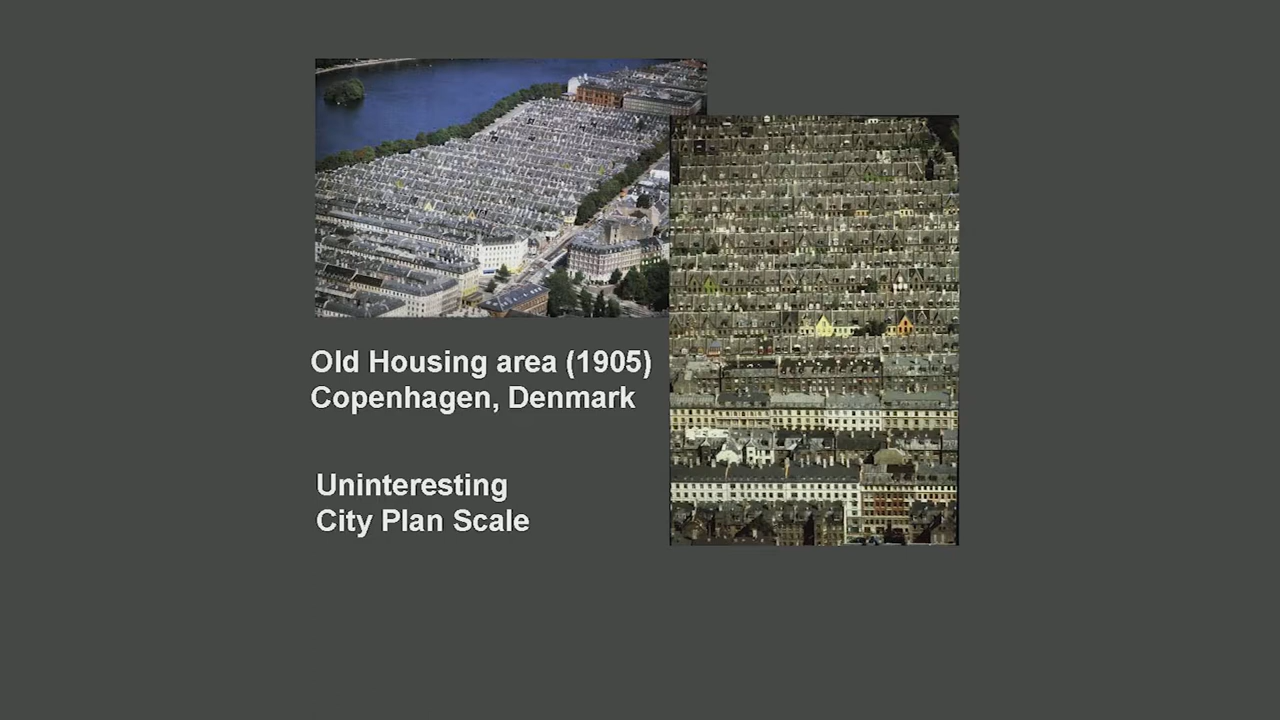 Old Housing area (1905)
Copenhagen, Denmark
Uninteresting
City Plan Scale